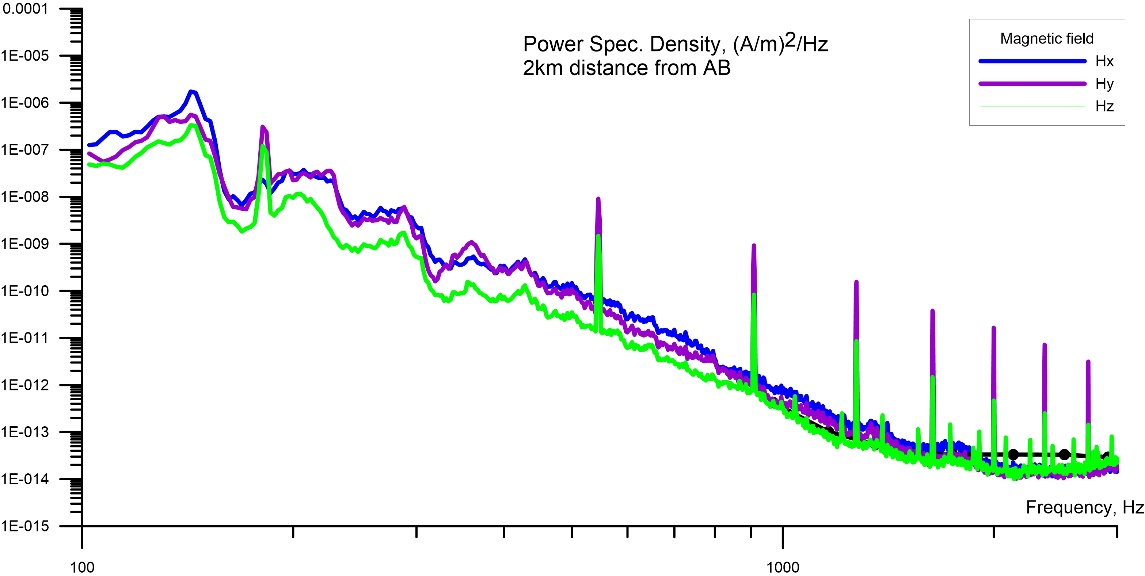 0.0001
1E-005
1E-006
1E-007
1E-008
1E-009
1E-010
1E-011
1E-012
1E-013
1E-014
1E-015
Power Spec. Density, (A/m)2/Hz
2km distance from AB
Magnetic field
Hx
Hy
Hz
Frequency, Hz
100
1000